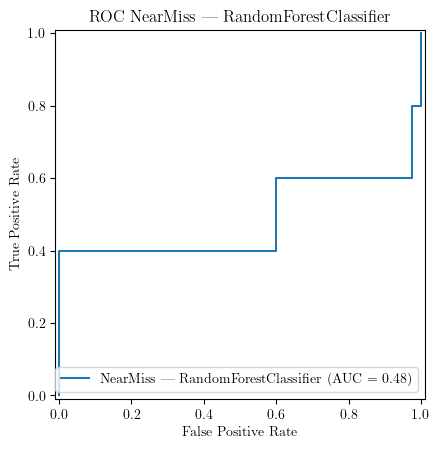 ROC NearMiss — RandomForestClassifier
1.0
0.8
0.6
0.4
0.2
0.0
True Positive Rate
NearMiss — RandomForestClassifier (AUC = 0.48)
0.0 0.2 0.4 0.6 0.8 1.0
False Positive Rate